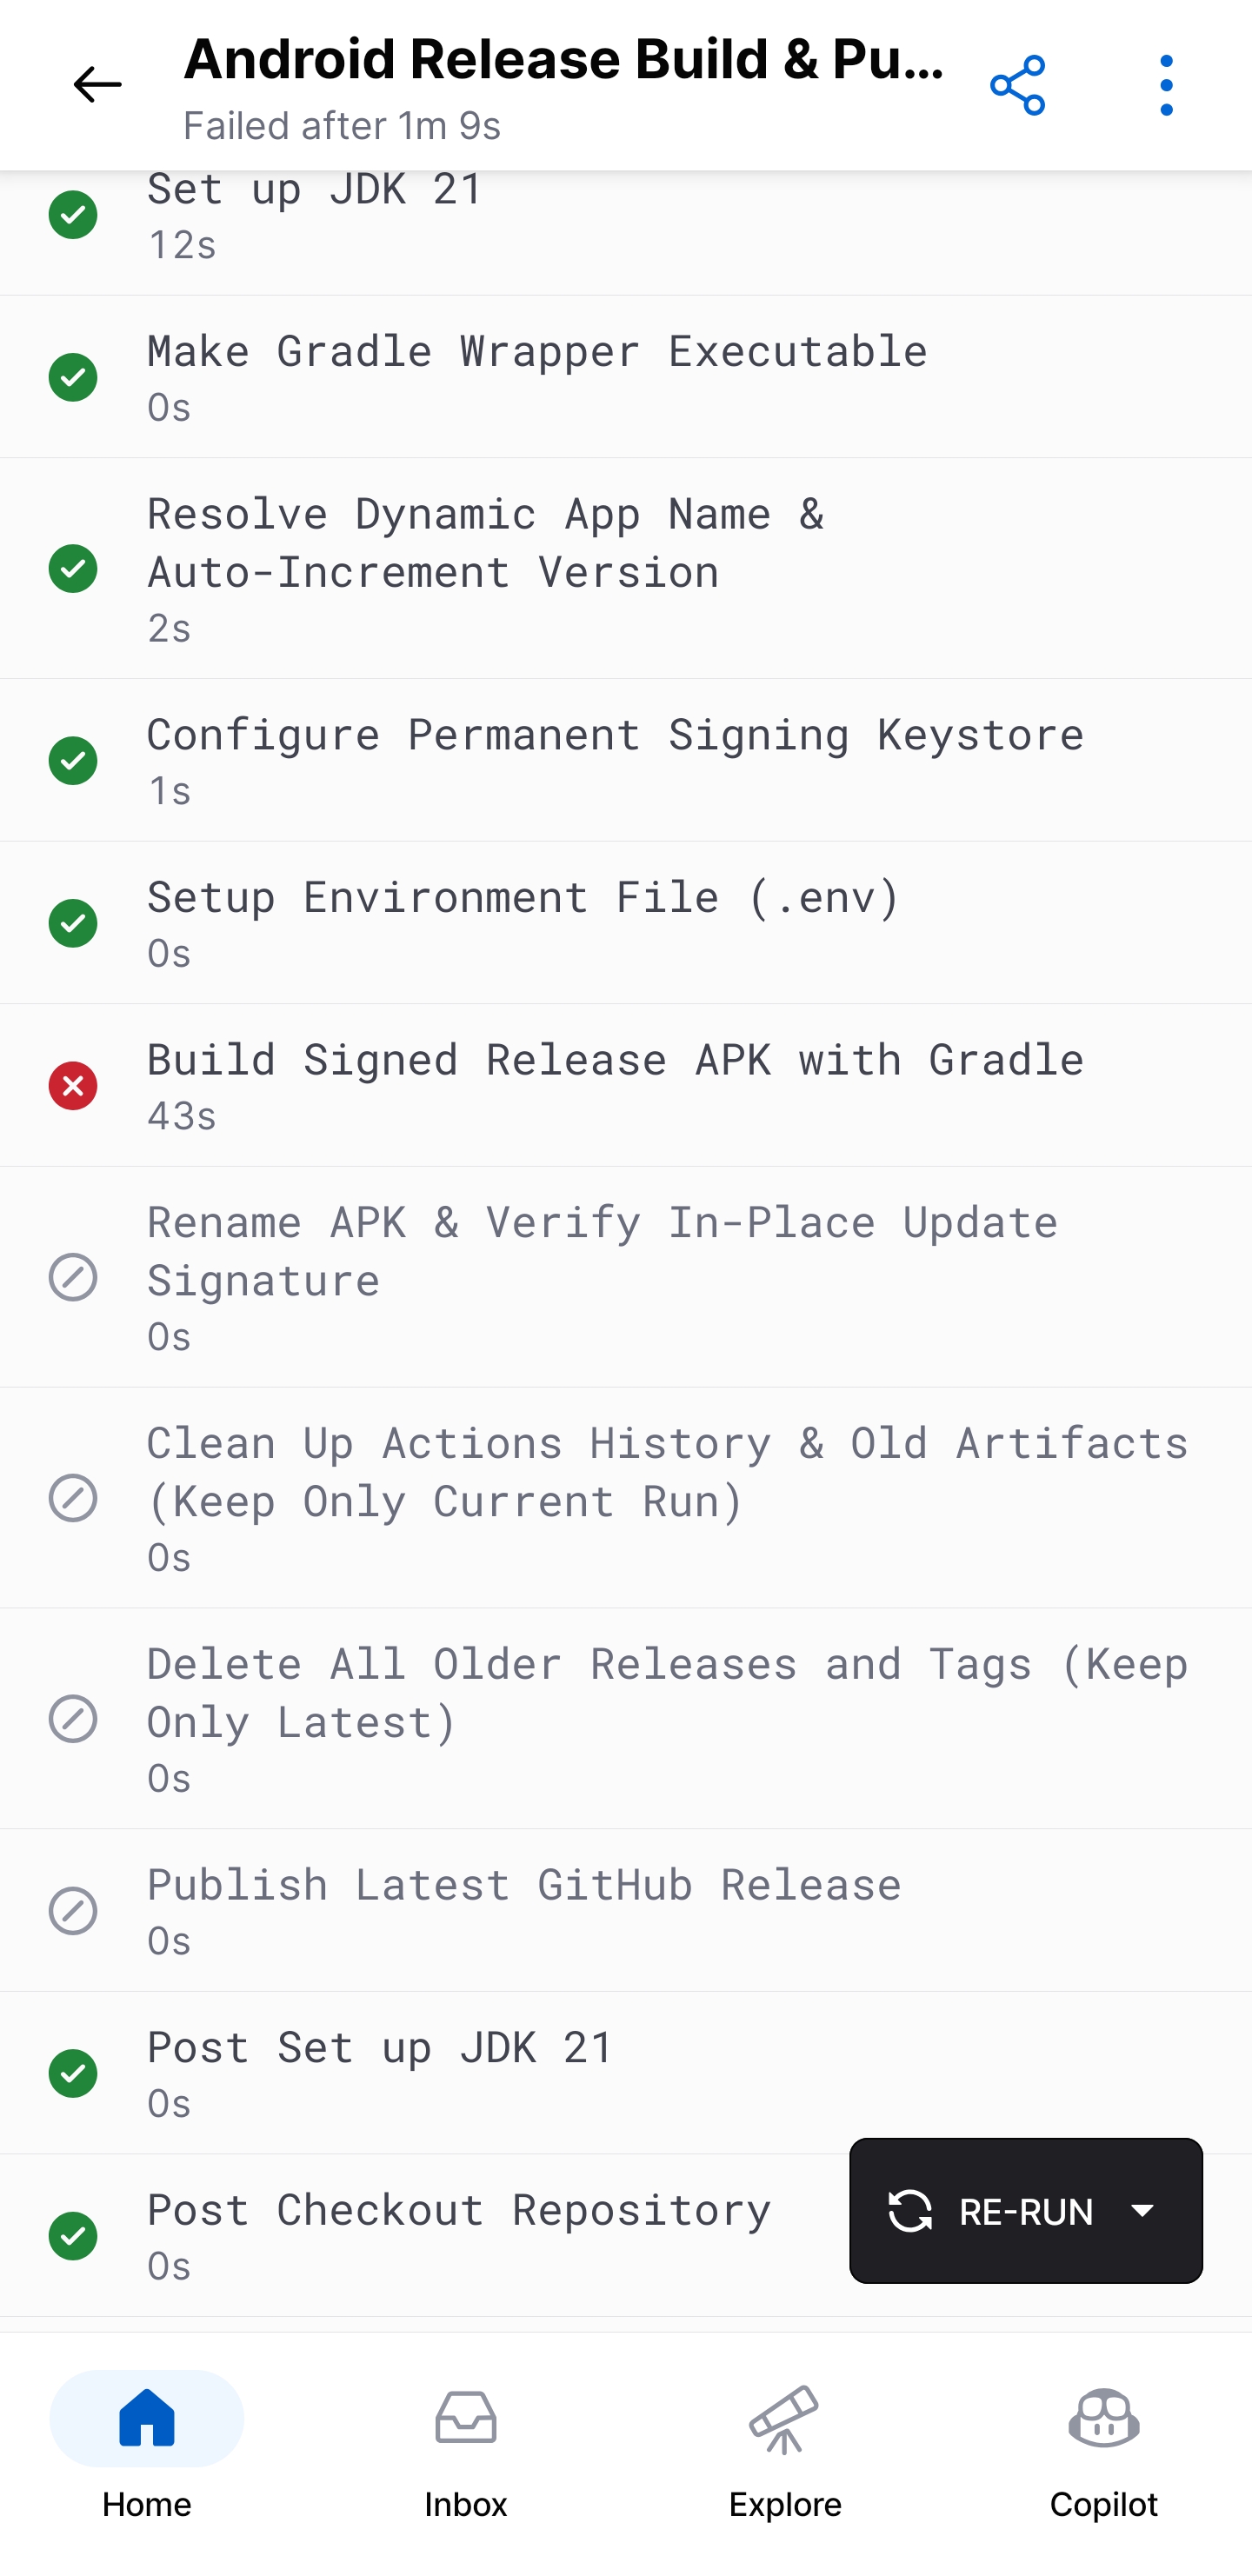 Android Release Build & Pu...
Failed after 1m 9s
Set up JDK 21
12s
Make Gradle Wrapper Executable
0s
Resolve Dynamic App Name &
Auto-Increment Version
2s
Configure Permanent Signing Keystore
1s
Setup Environment File (.env)
0s
Build Signed Release APK with Gradle
43s
Rename APK & Verify In-Place Update
Signature
0s
Clean Up Actions History & Old Artifacts
(Keep Only Current Run)
0s
Delete All Older Releases and Tags (Keep
Only Latest)
0s
Publish Latest GitHub Release
0s
Post Set up JDK 21
0s
Post Checkout Repository
0s
RE-RUN
Home
Inbox
Explore
Copilot